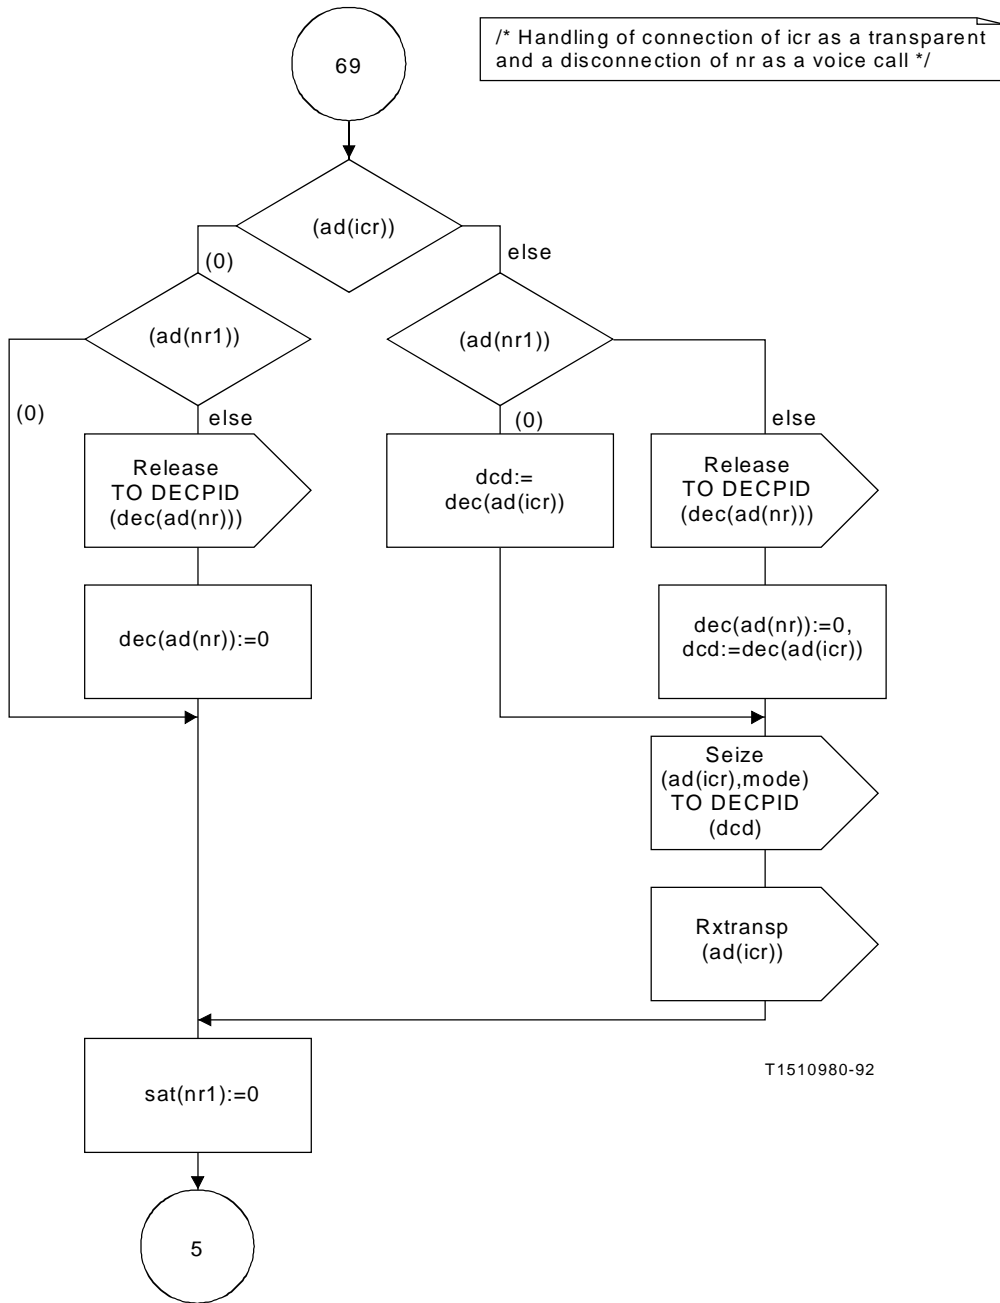 69
/* Handling of connection of icr as a transparent
and a disconnection of nr as a voice call */
(ad(icr))
(0)
else
(ad(nr1))
(ad(nr1))
(0)
else
(0)
else
Release
TO DECPID
(dec(ad(nr)))
dcd:=
dec(ad(icr))
Release
TO DECPID
(dec(ad(nr)))
dec(ad(nr)):=0
dec(ad(nr)):=0,
dcd:=dec(ad(icr))
Seize
(ad(icr),mode)
TO DECPID
(dcd)
Rxtransp
(ad(icr))
T1510980-92
sat(nr1):=0
5